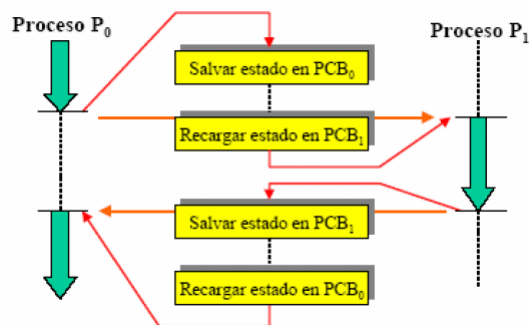 Proceso P₀
Proceso P₁
Salvar estado en PCB₀
Recargar estado en PCB₁
Salvar estado en PCB₁
Recargar estado en PCB₀